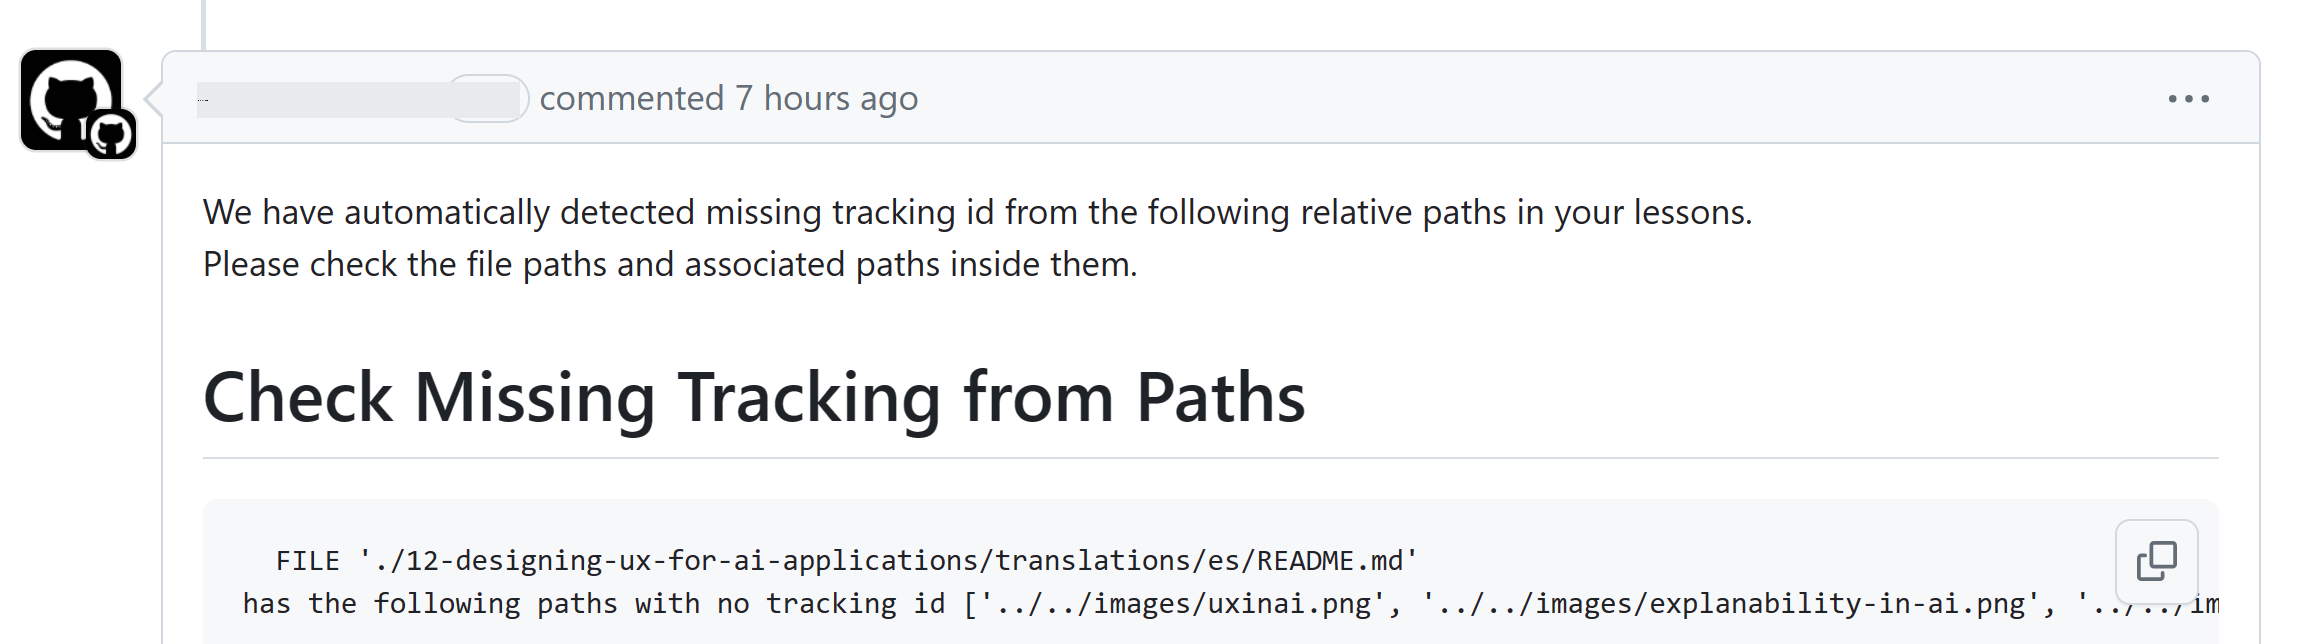 commented 7 hours ago
We have automatically detected missing tracking id from the following relative paths in your lessons.
Please check the file paths and associated paths inside them.
Check Missing Tracking from Paths
FILE './12-designing-ux-for-ai-applications/translations/es/README.md'
has the following paths with no tracking id ['../../images/uxinai.png', '../../images/explanability-in-ai.png', '../../im